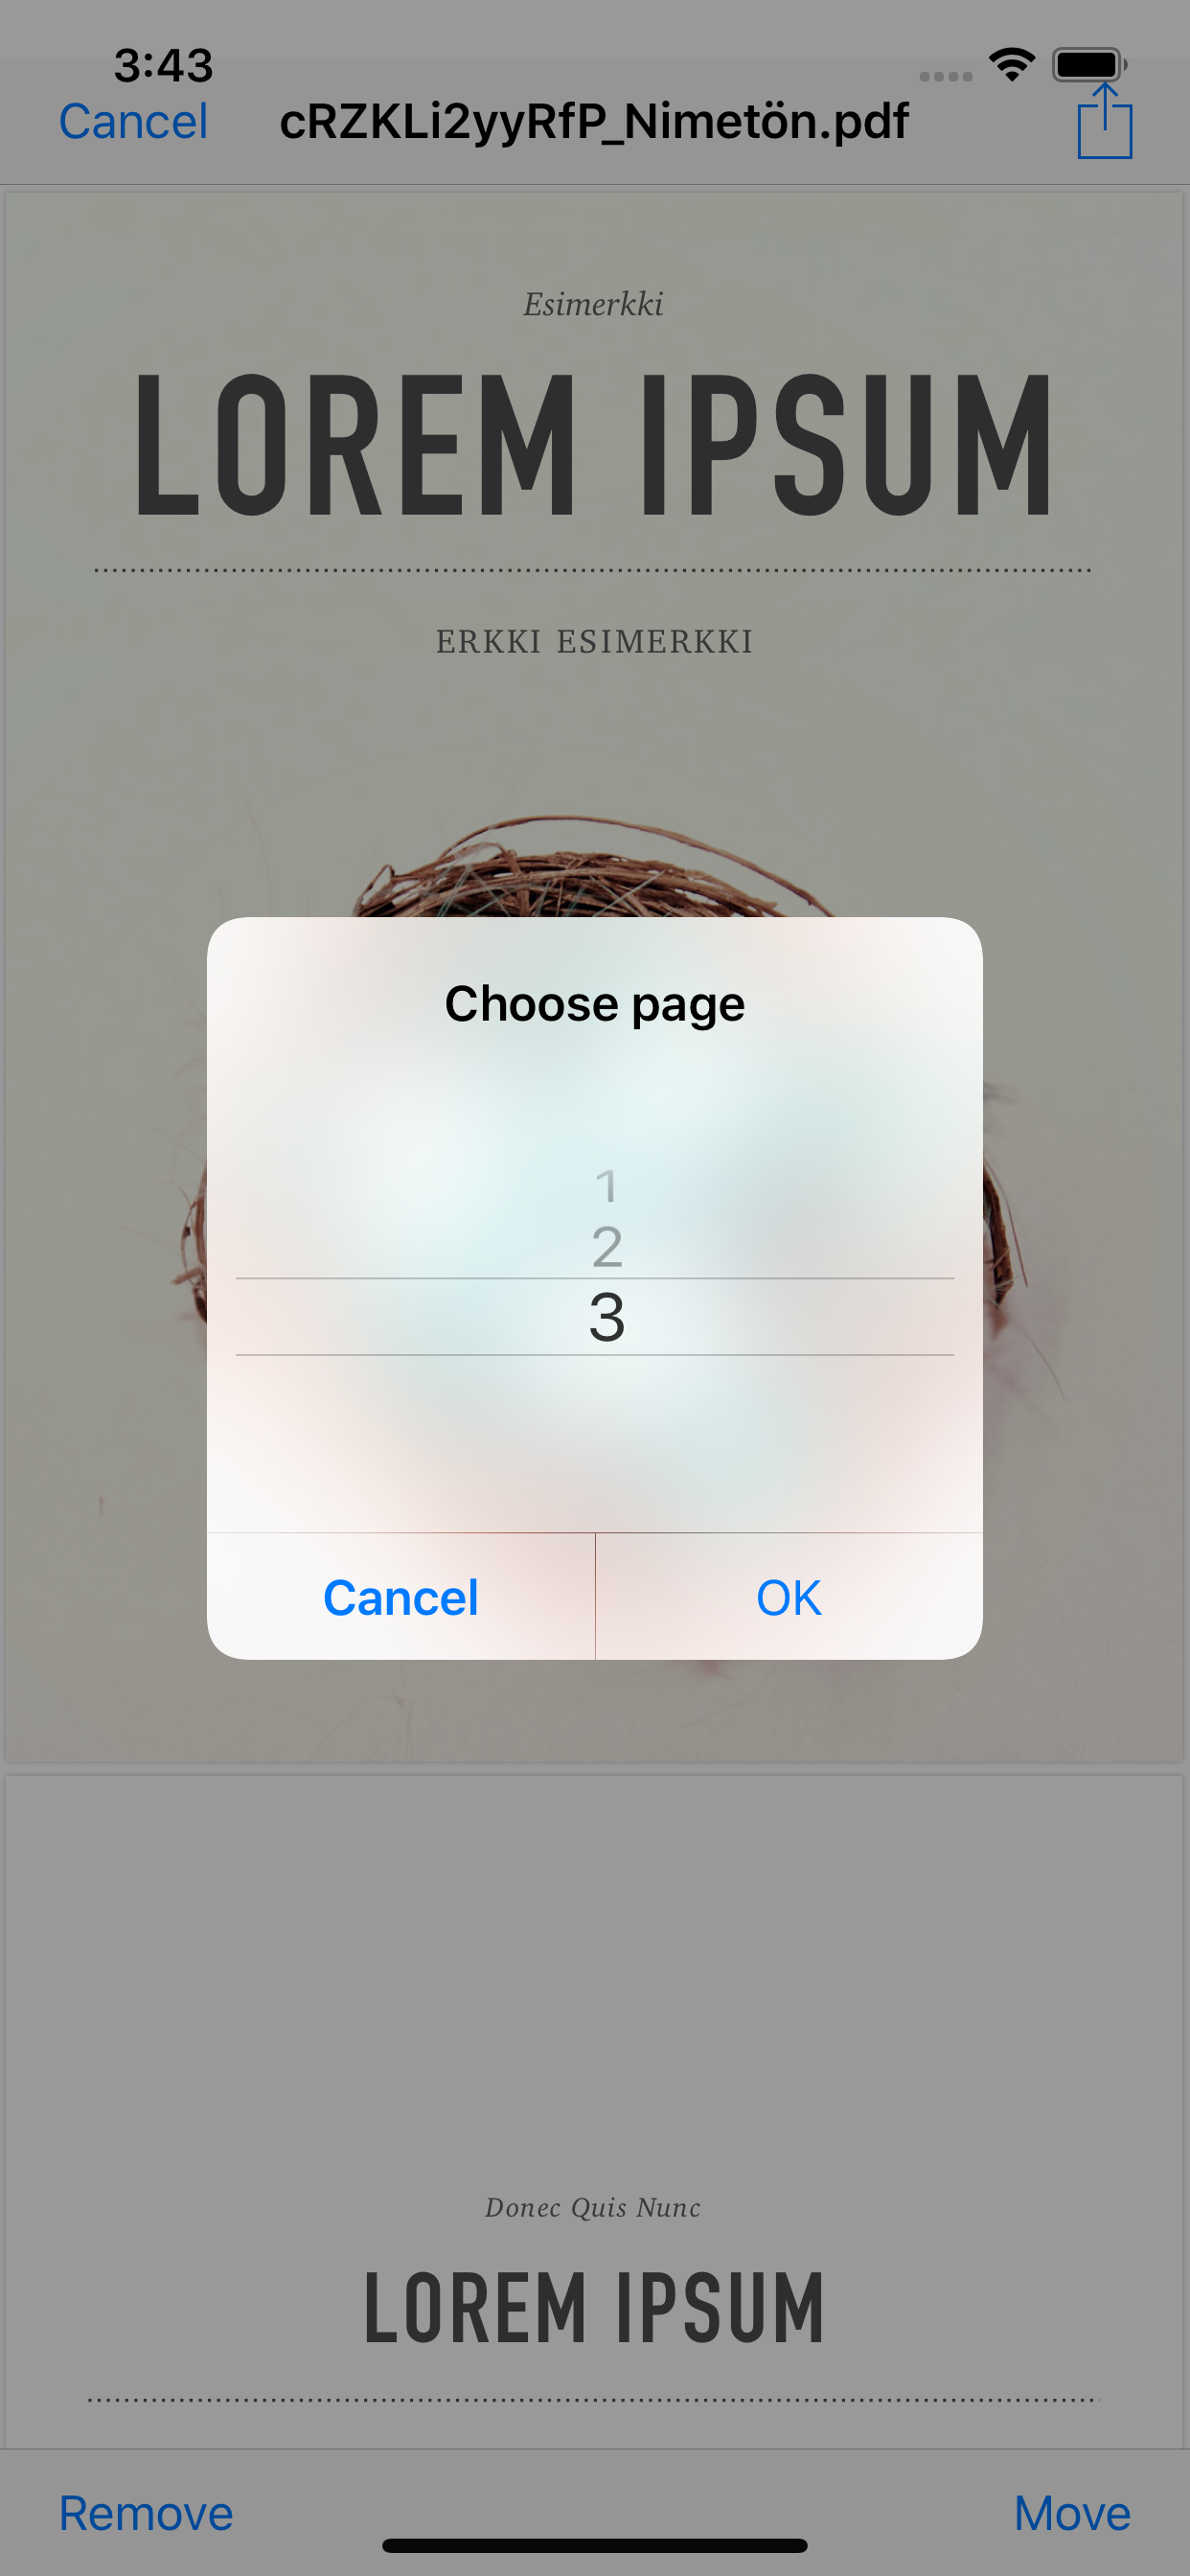 3:43
Cancel cRZKLi2yyRfP_Nimetön.pdf
Esimerkki
LOREM IPSUM
ERKKI ESIMERKKI
Choose page
1
2
3
Cancel OK
Donec Quis Nunc
LOREM IPSUM
Remove Move